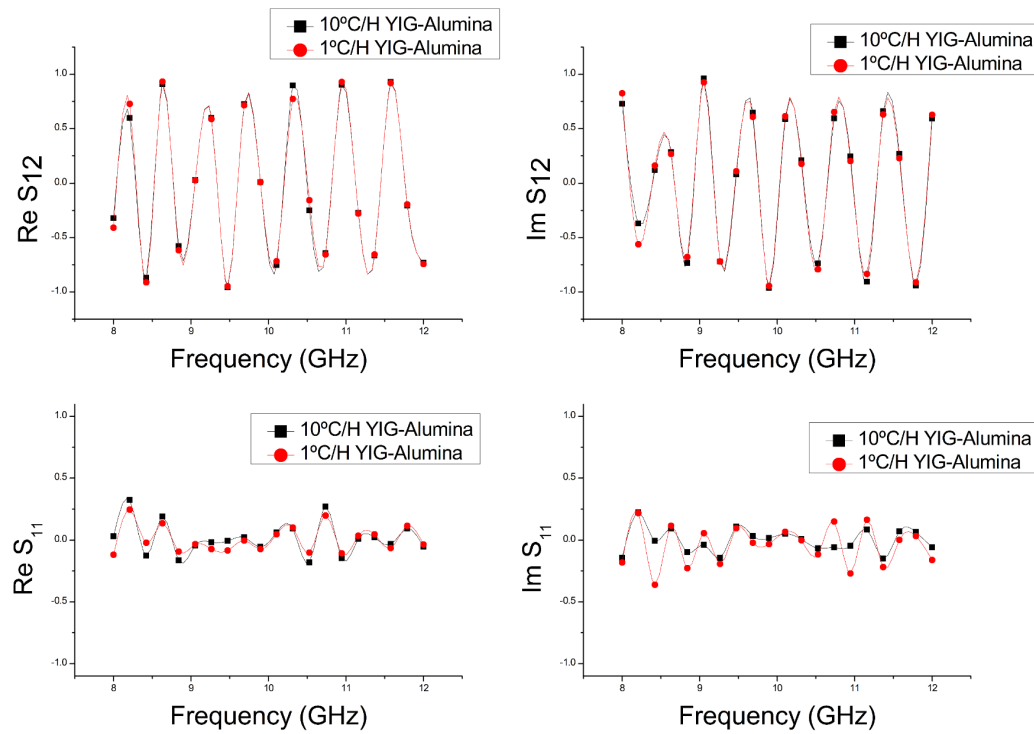 10ºC/H YIG-Alumina
1ºC/H YIG-Alumina
1.0
0.5
0.0
-0.5
-1.0
Re S12
8
9
10
11
12
Frequency (GHz)
10ºC/H YIG-Alumina
1ºC/H YIG-Alumina
1.0
0.5
0.0
-0.5
-1.0
Im S12
8
9
10
11
12
Frequency (GHz)
10ºC/H YIG-Alumina
1ºC/H YIG-Alumina
1.0
0.5
0.0
-0.5
-1.0
Re S11
8
9
10
11
12
Frequency (GHz)
10ºC/H YIG-Alumina
1ºC/H YIG-Alumina
1.0
0.5
0.0
-0.5
-1.0
Im S11
8
9
10
11
12
Frequency (GHz)